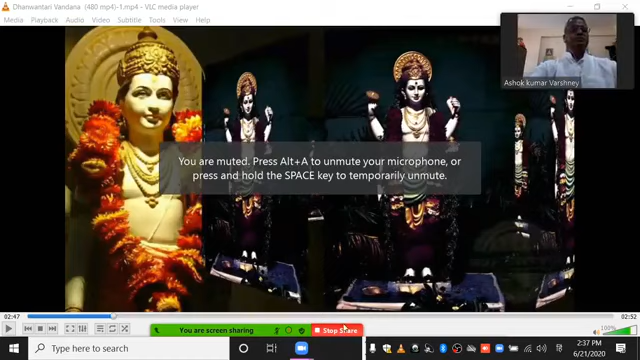 Dhanwantari Vandana (480 mp4)-1.mp4 - VLC media player
Media Playback Audio Video Subtitle Tools View Help
Ashok kumar Varshney
You are muted. Press Alt+A to unmute your microphone, or
press and hold the SPACE key to temporarily unmute.
02:47
02:52
100%
You are screen sharing
Stop Share
Type here to search
2:37 PM
6/21/2020